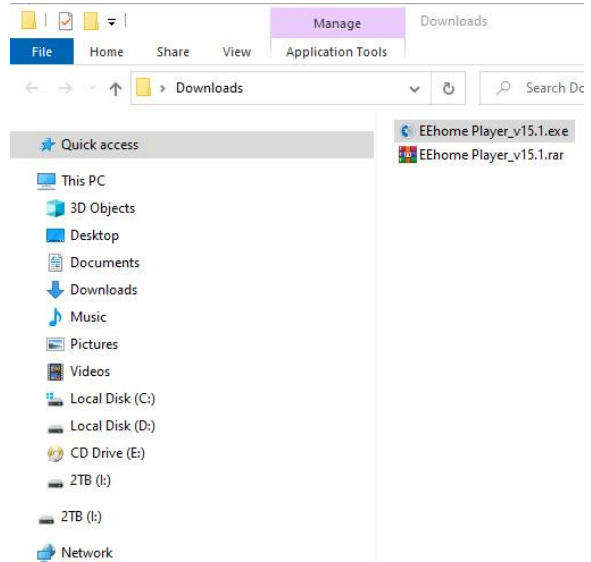 Manage
Downloads
File
Home
Share
View
Application Tools
Downloads
Search Do
EEhome Player_v15.1.exe
EEhome Player_v15.1.rar
Quick access
This PC
3D Objects
Desktop
Documents
Downloads
Music
Pictures
Videos
Local Disk (C:)
Local Disk (D:)
CD Drive (E:)
2TB (I:)
2TB (I:)
Network